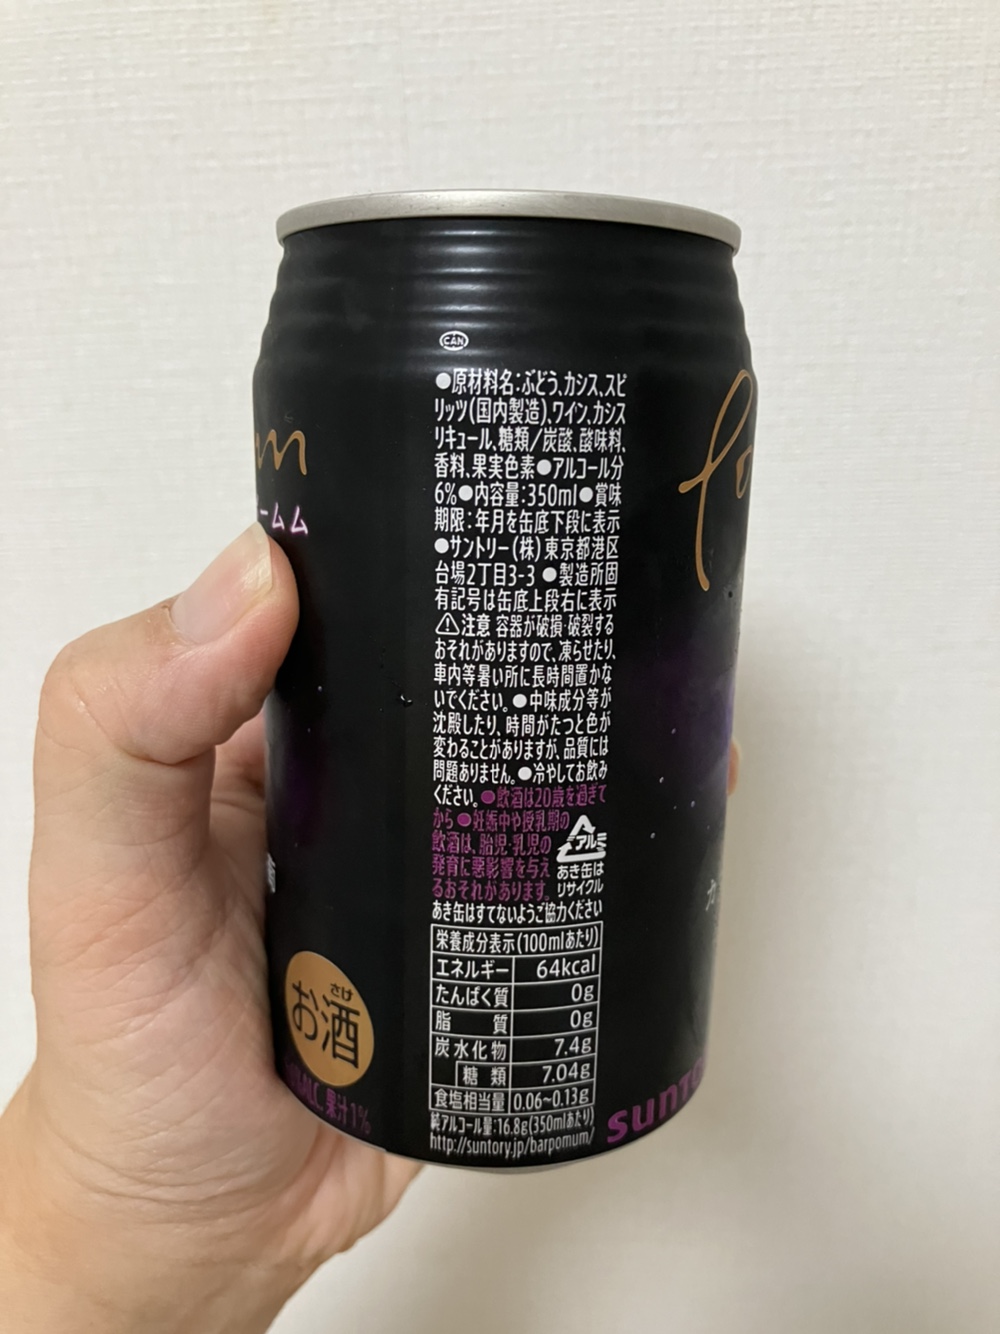 CAN
●原材料名:ぶどう、カシス、スピ
リッツ(国内製造)、ワイン、カシス
リキュール、糖類/炭酸、酸味料、
香料、果実色素●アルコール分
6%●内容量:350ml●賞味
期限:年月を缶底下段に表示
●サントリー(株)東京都港区
台場2丁目3-3 ●製造所固
有記号は缶底上段右に表示
⚠注意 容器が破損・破裂する
おそれがありますので、凍らせたり、
車内等暑い所に長時間置かな
いでください。●中味成分等が
沈殿したり、時間がたつと色が
変わることがありますが、品質には
問題ありません。●冷やしてお飲み
ください。●飲酒は20歳を過ぎて
から●妊娠中や授乳期の
飲酒は、胎児・乳児の
発育に悪影響を与え
るおそれがあります。
アルミ
あき缶は
リサイクル
あき缶はすてないようご協力ください
栄養成分表示(100mlあたり)
エネルギー 64kcal
たんぱく質 0g
脂質 0g
炭水化物 7.4g
糖類 7.04g
食塩相当量 0.06~0.13g
純アルコール量:16.8g(350mlあたり)
http://suntory.jp/barpomum/
ームム
さけ
お酒
ALC. 果汁1%
po
カ
SUNTO